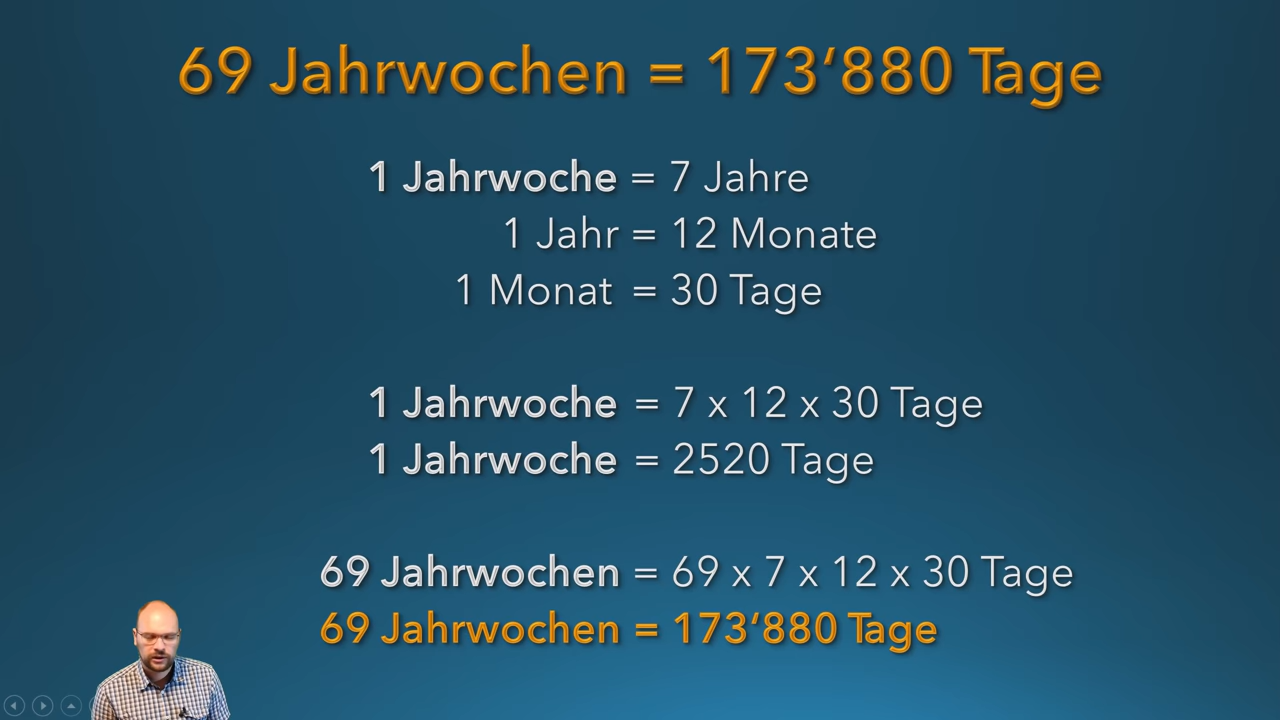 69 Jahrwochen = 173‘880 Tage
1 Jahrwoche = 7 Jahre
1 Jahr = 12 Monate
1 Monat = 30 Tage
1 Jahrwoche = 7 x 12 x 30 Tage
1 Jahrwoche = 2520 Tage
69 Jahrwochen = 69 x 7 x 12 x 30 Tage
69 Jahrwochen = 173‘880 Tage